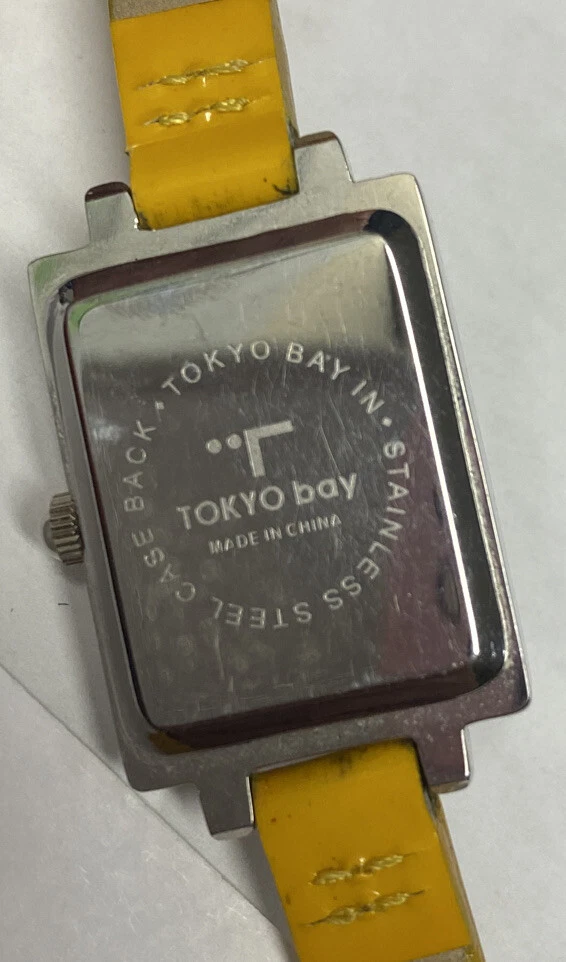 • TOKYO BAY IN • STAINLESS STEEL CASE BACK
TOKYO bay
MADE IN CHINA